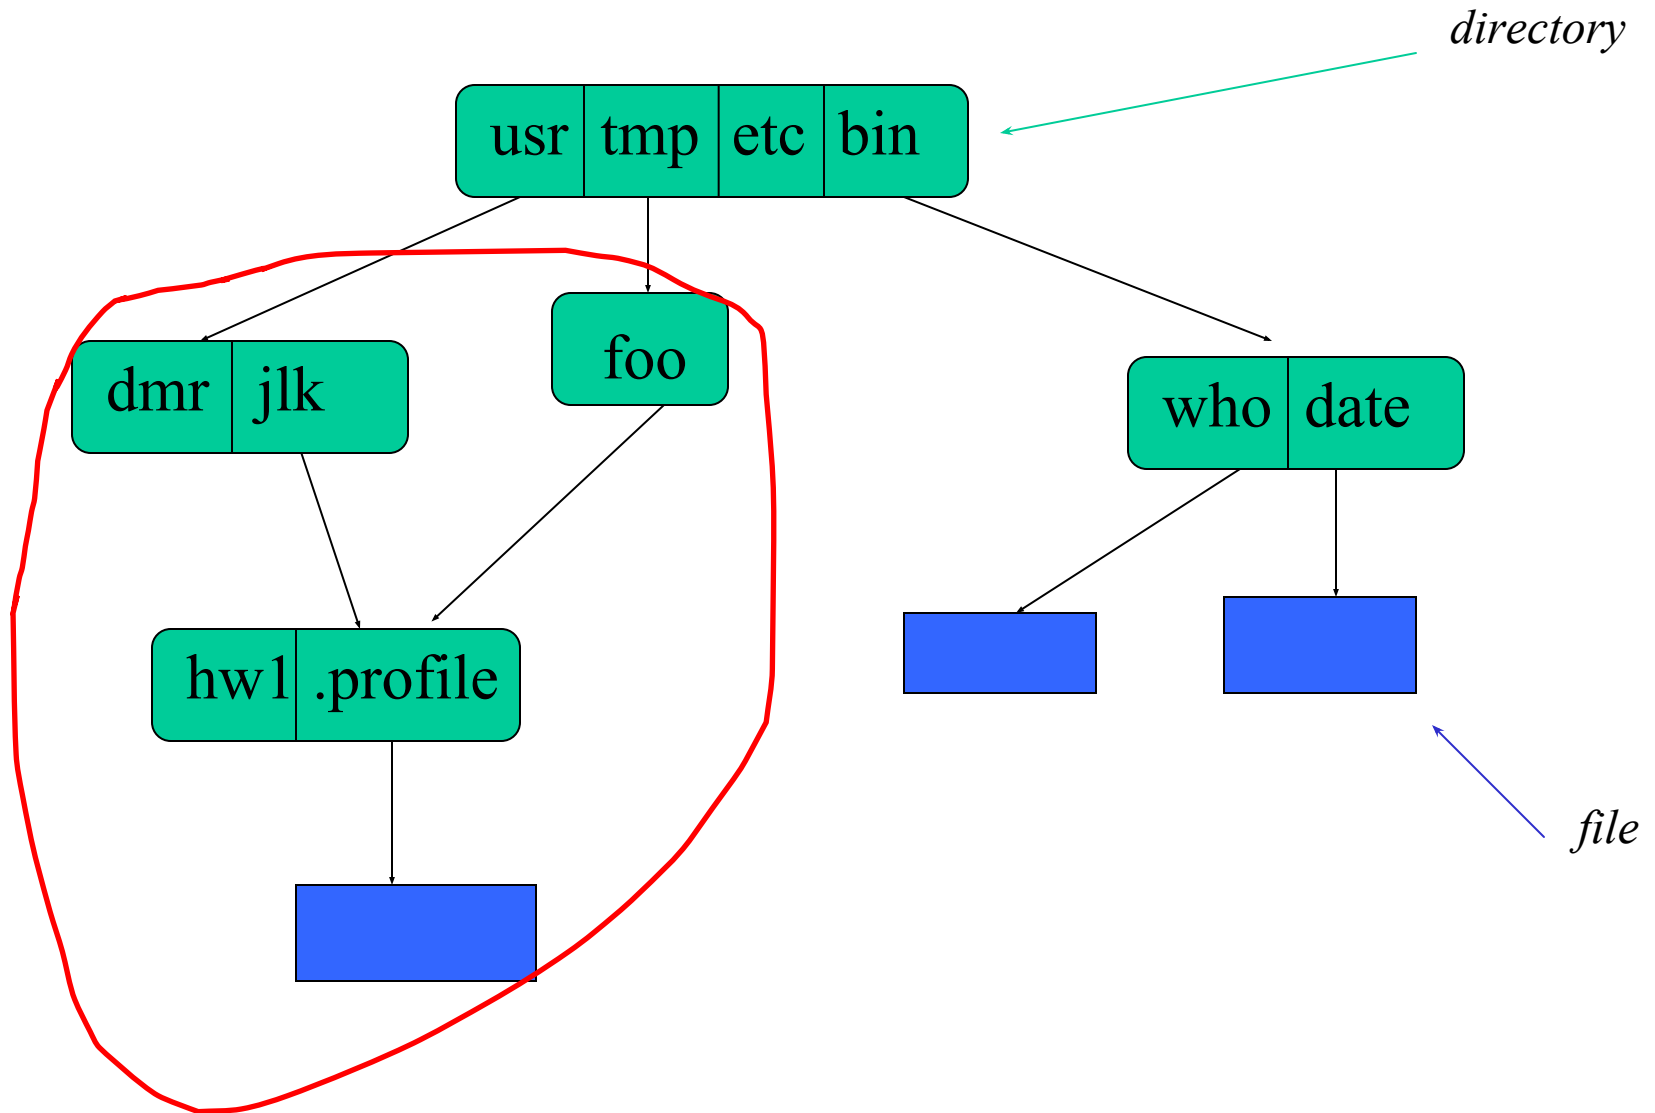 directory
usr tmp etc bin
foo
dmr jlk
who date
hw1 .profile
file